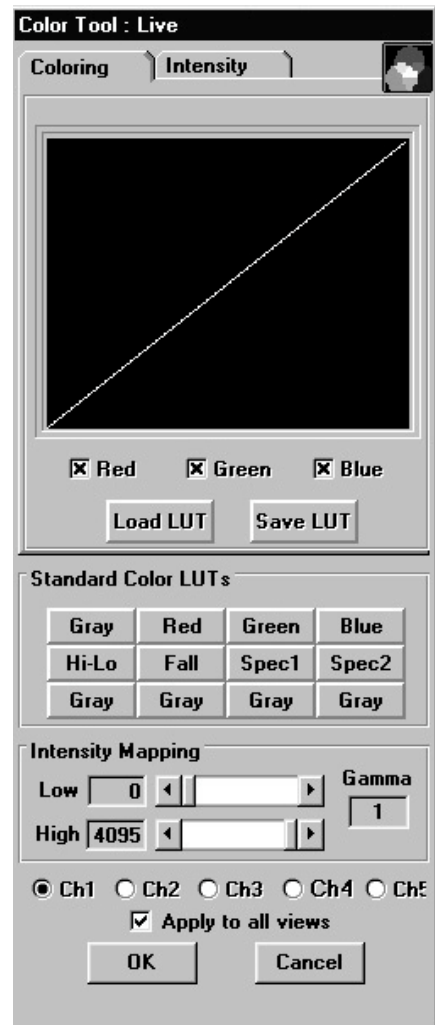 Color Tool : Live
Coloring Intensity
Red Green Blue
Load LUT Save LUT
Standard Color LUTs
Gray Red Green Blue
Hi-Lo Fall Spec1 Spec2
Gray Gray Gray Gray
Intensity Mapping
Low 0 Gamma
1
High 4095
Ch1 Ch2 Ch3 Ch4 Ch5
Apply to all views
OK Cancel